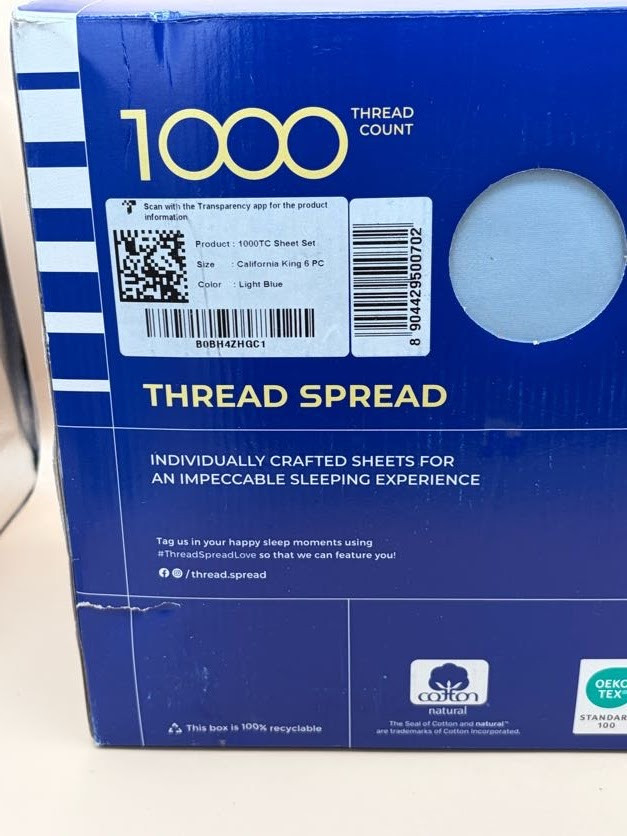 1000 THREAD
COUNT
Scan with the Transparency app for the product
information
Product : 1000TC Sheet Set
Size : California King 6 PC
Color : Light Blue
B0BH4ZHGC1
8 904429 500702
THREAD SPREAD
INDIVIDUALLY CRAFTED SHEETS FOR
AN IMPECCABLE SLEEPING EXPERIENCE
Tag us in your happy sleep moments using
#ThreadSpreadLove so that we can feature you!
/thread.spread
This box is 100% recyclable
cotton
natural
The Seal of Cotton and natural™
are trademarks of Cotton Incorporated.
OEKO
TEX®
STANDAR
100